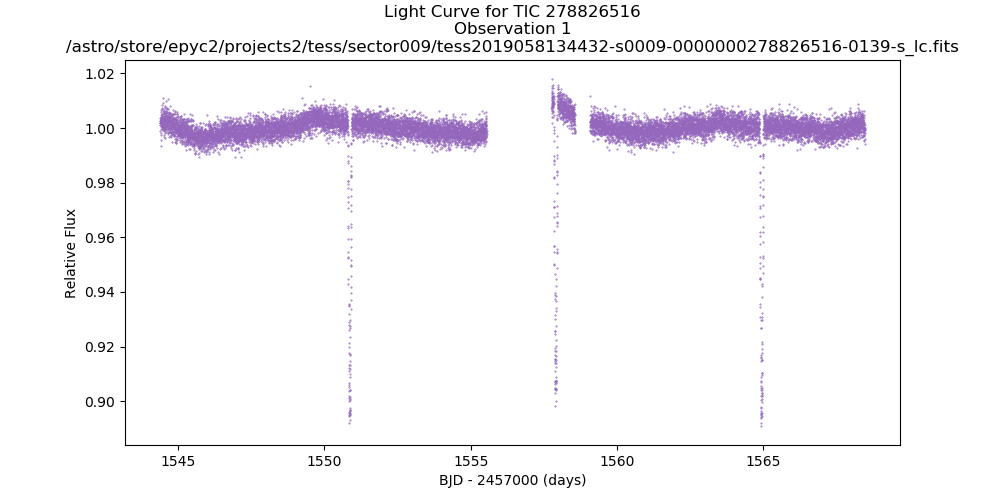 Light Curve for TIC 278826516
Observation 1
/astro/store/epyc2/projects2/tess/sector009/tess2019058134432-s0009-0000000278826516-0139-s_lc.fits
1.02
1.00
0.98
0.96
0.94
0.92
0.90
Relative Flux
1545
1550
1555
1560
1565
BJD - 2457000 (days)